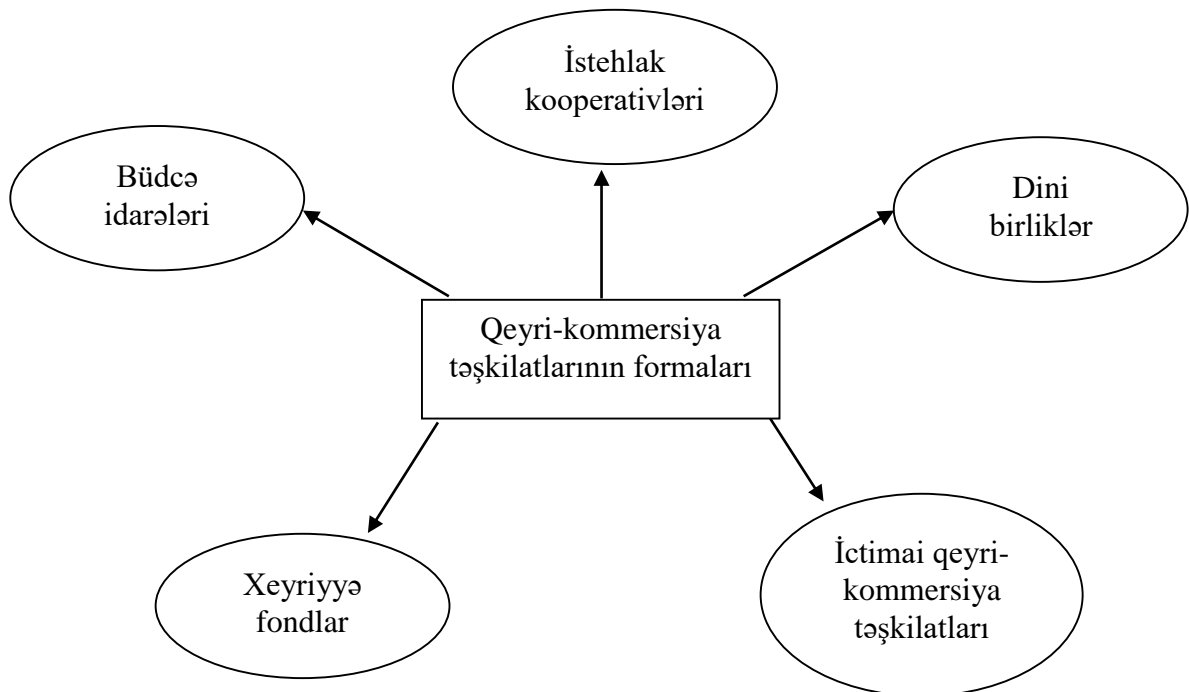 İstehlak
kooperativləri
Büdcə
idarələri
Dini
birliklər
Qeyri-kommersiya
təşkilatlarının formaları
Xeyriyyə
fondlar
İctimai qeyri-
kommersiya
təşkilatları